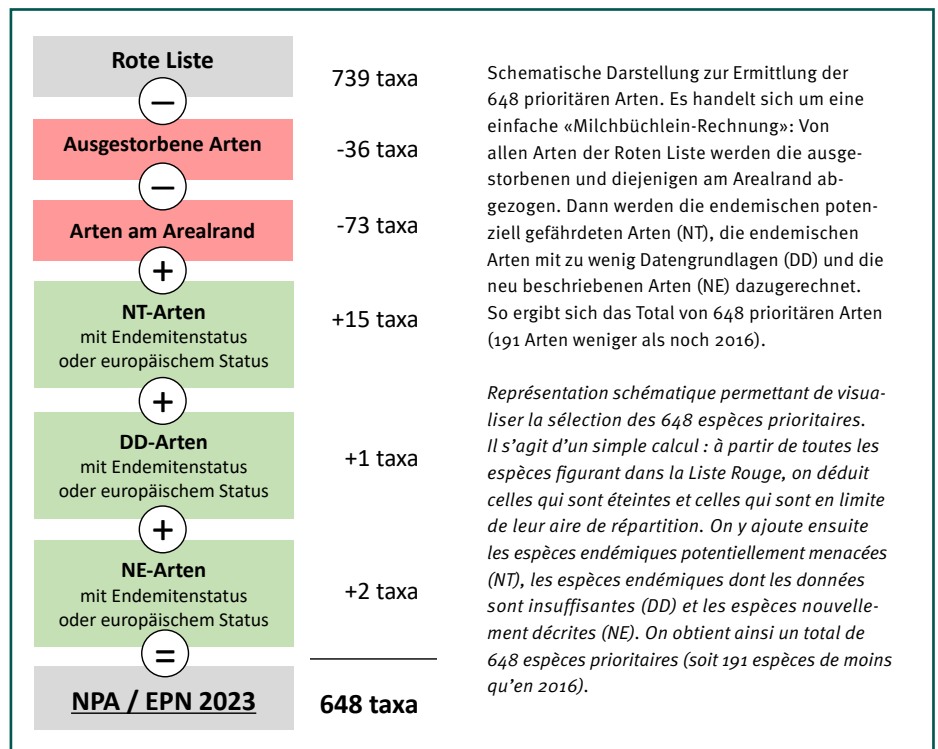 Rote Liste
739 taxa
–
Ausgestorbene Arten
-36 taxa
–
Arten am Arealrand
-73 taxa
+
NT-Arten
mit Endemitenstatus
oder europäischem Status
+15 taxa
+
DD-Arten
mit Endemitenstatus
oder europäischem Status
+1 taxa
+
NE-Arten
mit Endemitenstatus
oder europäischem Status
+2 taxa
=
NPA / EPN 2023
648 taxa
Schematische Darstellung zur Ermittlung der
648 prioritären Arten. Es handelt sich um eine
einfache «Milchbüchlein-Rechnung»: Von
allen Arten der Roten Liste werden die ausge-
storbenen und diejenigen am Arealrand ab-
gezogen. Dann werden die endemischen poten-
ziell gefährdeten Arten (NT), die endemischen
Arten mit zu wenig Datengrundlagen (DD) und die
neu beschriebenen Arten (NE) dazugerechnet.
So ergibt sich das Total von 648 prioritären Arten
(191 Arten weniger als noch 2016).
Représentation schématique permettant de visua-
liser la sélection des 648 espèces prioritaires.
Il s’agit d’un simple calcul : à partir de toutes les
espèces figurant dans la Liste Rouge, on déduit
celles qui sont éteintes et celles qui sont en limite
de leur aire de répartition. On y ajoute ensuite
les espèces endémiques potentiellement menacées
(NT), les espèces endémiques dont les données
sont insuffisantes (DD) et les espèces nouvelle-
ment décrites (NE). On obtient ainsi un total de
648 espèces prioritaires (soit 191 espèces de moins
qu’en 2016).